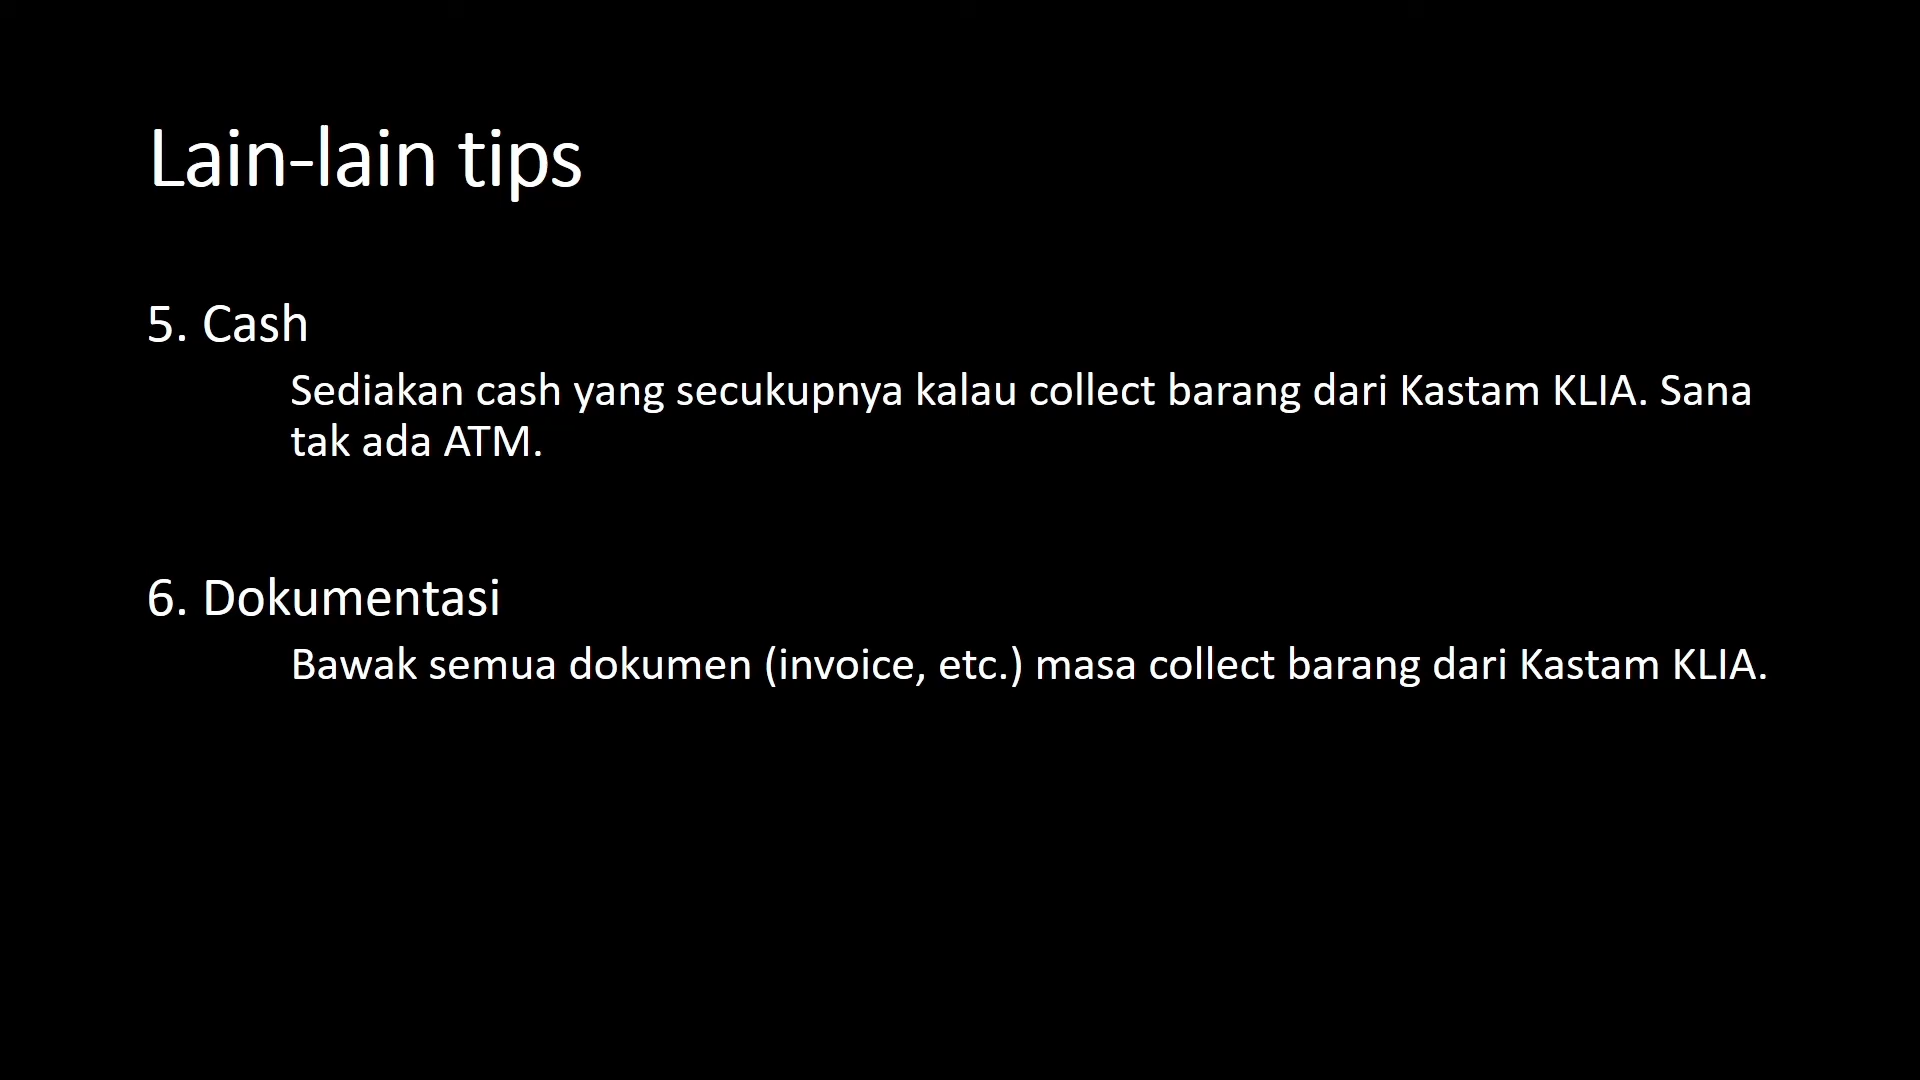 Lain-lain tips
5. Cash
Sediakan cash yang secukupnya kalau collect barang dari Kastam KLIA. Sana
tak ada ATM.
6. Dokumentasi
Bawak semua dokumen (invoice, etc.) masa collect barang dari Kastam KLIA.